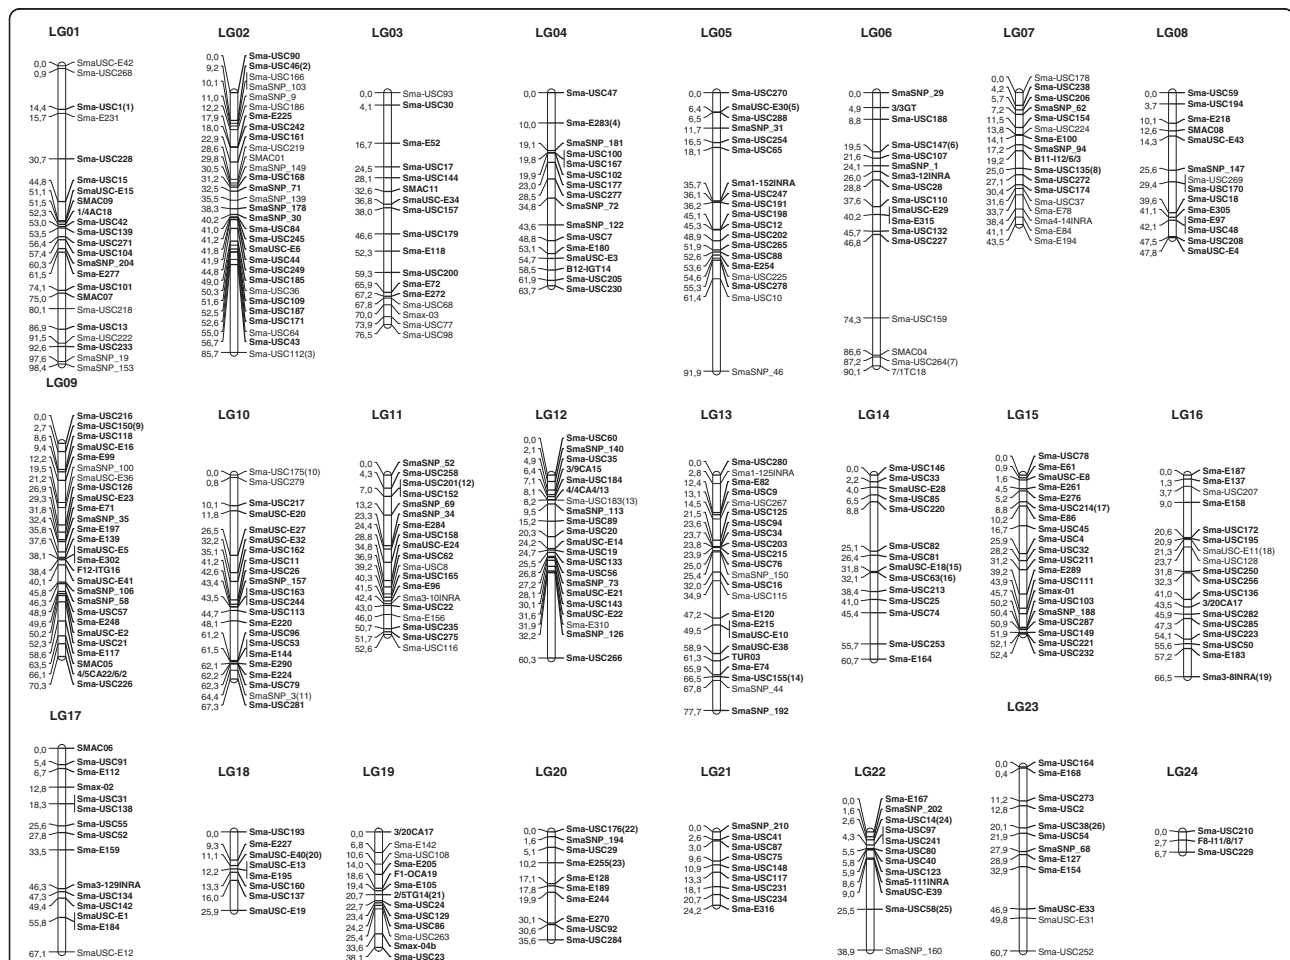 LG01
0,0 SmaUSC-E42
0,9 Sma-USC268
14,4 Sma-USC1(1)
15,7 Sma-E231
30,7 Sma-USC228
44,8 Sma-USC15
51,1 SmaUSC-E15
51,5 SMAC09
52,3 1/4AC18
53,0 Sma-USC42
53,5 Sma-USC139
56,4 Sma-USC271
57,4 Sma-USC104
60,3 SmaSNP_204
61,5 Sma-E277
74,1 Sma-USC101
75,0 SMAC07
80,1 Sma-USC218
86,9 Sma-USC13
91,5 Sma-USC222
92,6 Sma-USC233
97,6 SmaSNP_19
98,4 SmaSNP_153
LG02
0,0 Sma-USC90
9,2 Sma-USC46(2)
Sma-USC166
10,1 SmaSNP_103
11,0 SmaSNP_9
12,2 Sma-USC186
17,9 Sma-E225
18,0 Sma-USC242
22,9 Sma-USC161
28,6 Sma-USC219
29,8 SMAC01
SmaSNP_149
31,2 Sma-USC168
32,5 SmaSNP_71
35,5 SmaSNP_139
38,3 SmaSNP_178
40,2 SmaSNP_30
41,0 Sma-USC84
41,2 Sma-USC245
41,8 SmaUSC-E6
41,9 Sma-USC44
44,8 Sma-USC249
49,0 Sma-USC185
50,3 Sma-USC36
51,6 Sma-USC109
52,5 Sma-USC187
52,6 Sma-USC171
55,0 Sma-USC64
56,7 Sma-USC43
85,7 Sma-USC112(3)
LG03
0,0 Sma-USC93
4,1 Sma-USC30
16,7 Sma-E52
24,5 Sma-USC17
28,1 Sma-USC144
32,6 SMAC11
36,8 SmaUSC-E34
38,0 Sma-USC157
46,6 Sma-USC179
52,3 Sma-E118
59,3 Sma-USC200
65,9 Sma-E72
67,2 Sma-E272
67,8 Sma-USC68
70,0 Smax-03
73,9 Sma-USC77
76,5 Sma-USC98
LG04
0,0 Sma-USC47
10,0 Sma-E283(4)
19,1 SmaSNP_181
Sma-USC100
19,8 Sma-USC167
19,9 Sma-USC102
23,0 Sma-USC177
28,5 Sma-USC277
34,8 SmaSNP_72
43,6 SmaSNP_122
48,8 Sma-USC7
53,1 Sma-E180
54,7 SmaUSC-E3
58,5 B12-IGT14
61,9 Sma-USC205
63,7 Sma-USC230
LG05
0,0 Sma-USC270
6,4 SmaUSC-E30(5)
6,5 Sma-USC288
11,7 SmaSNP_31
16,5 Sma-USC254
18,1 Sma-USC65
35,7 Sma1-152INRA
36,1 Sma-USC247
36,2 Sma-USC191
45,1 Sma-USC198
45,3 Sma-USC12
48,9 Sma-USC202
51,9 Sma-USC265
52,6 Sma-USC88
53,6 Sma-E254
54,6 Sma-USC225
55,3 Sma-USC278
61,4 Sma-USC10
91,9 SmaSNP_46
LG06
0,0 SmaSNP_29
4,9 3/3GT
8,8 Sma-USC188
19,5 Sma-USC147(6)
21,6 Sma-USC107
24,1 SmaSNP_1
26,0 Sma3-12INRA
28,8 Sma-USC28
37,6 Sma-USC110
SmaUSC-E29
40,2 Sma-E315
45,7 Sma-USC132
46,8 Sma-USC227
74,3 Sma-USC159
86,6 SMAC04
87,2 Sma-USC264(7)
90,1 7/1TC18
LG07
0,0 Sma-USC178
4,2 Sma-USC238
5,7 Sma-USC206
7,2 SmaSNP_62
11,5 Sma-USC154
13,8 Sma-USC224
14,1 Sma-E100
17,2 SmaSNP_94
19,2 B11-I12/6/3
25,0 Sma-USC135(8)
27,1 Sma-USC272
30,4 Sma-USC174
31,6 Sma-USC37
33,7 Sma-E78
38,4 Sma4-14INRA
41,1 Sma-E84
43,5 Sma-E194
LG08
0,0 Sma-USC59
3,7 Sma-USC194
10,1 Sma-E218
12,6 SMAC08
14,3 SmaUSC-E43
25,6 SmaSNP_147
Sma-USC269
29,4 Sma-USC170
39,6 Sma-USC18
41,1 Sma-E305
Sma-E97
42,1 Sma-USC48
47,5 Sma-USC208
47,8 SmaUSC-E4
LG09
0,0 Sma-USC216
2,7 Sma-USC150(9)
8,6 Sma-USC118
9,4 SmaUSC-E16
12,2 Sma-E99
19,5 SmaSNP_100
21,2 SmaUSC-E36
26,9 Sma-USC126
29,3 SmaUSC-E23
31,8 Sma-E71
32,4 SmaSNP_35
35,8 Sma-E197
37,6 Sma-E139
SmaUSC-E5
38,1 Sma-E302
38,4 F12-ITG16
40,1 SmaUSC-E41
45,8 SmaSNP_106
46,3 SmaSNP_58
48,9 Sma-USC57
49,6 Sma-E248
50,2 SmaUSC-E2
52,3 Sma-USC21
58,6 Sma-E117
63,5 SMAC05
66,1 4/5CA22/6/2
70,3 Sma-USC226
LG10
0,0 Sma-USC175(10)
0,8 Sma-USC279
10,1 Sma-USC217
11,8 SmaUSC-E20
26,5 SmaUSC-E27
32,2 SmaUSC-E32
35,1 Sma-USC162
41,2 Sma-USC11
42,6 Sma-USC26
43,4 SmaSNP_157
Sma-USC163
43,5 Sma-USC244
44,7 Sma-USC113
48,1 Sma-E220
61,2 Sma-USC96
Sma-USC53
61,5 Sma-E144
62,1 Sma-E290
62,2 Sma-E224
62,3 Sma-USC79
64,4 SmaSNP_3(11)
67,3 Sma-USC281
LG11
0,0 SmaSNP_52
4,3 Sma-USC258
Sma-USC201(12)
7,0 Sma-USC152
13,2 SmaSNP_69
23,3 SmaSNP_34
24,4 Sma-E284
28,8 Sma-USC158
34,8 SmaUSC-E24
36,9 Sma-USC62
39,2 Sma-USC8
40,3 Sma-USC165
41,5 Sma-E96
42,4 Sma3-10INRA
43,0 Sma-USC22
46,0 Sma-E156
50,7 Sma-USC235
51,7 Sma-USC275
52,6 Sma-USC116
LG12
0,0 Sma-USC60
2,1 SmaSNP_140
4,9 Sma-USC35
6,4 3/9CA15
7,1 Sma-USC184
8,1 4/4CA4/13
8,2 Sma-USC183(13)
9,5 SmaSNP_113
15,2 Sma-USC89
20,3 Sma-USC20
24,2 SmaUSC-E14
24,7 Sma-USC19
25,5 Sma-USC133
26,8 Sma-USC56
27,2 SmaSNP_73
28,1 SmaUSC-E21
30,1 Sma-USC143
31,6 SmaUSC-E22
31,9 Sma-E310
32,2 SmaSNP_126
60,3 Sma-USC266
LG13
0,0 Sma-USC280
2,8 Sma1-125INRA
12,4 Sma-E82
13,1 Sma-USC9
14,5 Sma-USC267
21,5 Sma-USC125
23,6 Sma-USC94
23,7 Sma-USC34
23,8 Sma-USC203
23,9 Sma-USC215
25,0 Sma-USC76
25,4 SmaSNP_150
32,0 Sma-USC16
34,9 Sma-USC115
47,2 Sma-E120
Sma-E215
49,5 SmaUSC-E10
58,9 SmaUSC-E38
61,3 TUR03
65,9 Sma-E74
66,5 Sma-USC155(14)
67,8 SmaSNP_44
77,7 SmaSNP_192
LG14
0,0 Sma-USC146
2,2 Sma-USC33
4,0 SmaUSC-E28
6,5 Sma-USC85
8,8 Sma-USC220
25,1 Sma-USC82
26,4 Sma-USC81
31,8 SmaUSC-E18(15)
32,1 Sma-USC63(16)
38,4 Sma-USC213
41,0 Sma-USC25
45,4 Sma-USC74
55,7 Sma-USC253
60,7 Sma-E164
LG15
0,0 Sma-USC78
0,9 Sma-E61
1,6 SmaUSC-E8
4,5 Sma-E261
5,2 Sma-E276
8,8 Sma-USC214(17)
10,2 Sma-E86
16,7 Sma-USC45
25,5 Sma-USC4
28,2 Sma-USC32
31,2 Sma-USC211
39,2 Sma-E289
43,9 Sma-USC111
45,7 Smax-01
50,2 Sma-USC103
50,4 SmaSNP_188
50,9 Sma-USC287
51,9 Sma-USC149
52,1 Sma-USC221
52,4 Sma-USC232
LG16
0,0 Sma-E187
1,3 Sma-E137
3,7 Sma-USC207
9,0 Sma-E158
20,6 Sma-USC172
20,9 Sma-USC195
21,3 SmaUSC-E11(18)
23,7 Sma-USC128
31,8 Sma-USC250
32,3 Sma-USC256
41,0 Sma-USC136
43,5 3/20CA17
45,9 Sma-USC282
47,3 Sma-USC285
54,1 Sma-USC223
55,6 Sma-USC50
57,2 Sma-E183
66,5 Sma3-8INRA(19)
LG17
0,0 SMAC06
5,4 Sma-USC91
6,7 Sma-E112
12,8 Smax-02
Sma-USC31
18,3 Sma-USC138
25,6 Sma-USC55
27,8 Sma-USC52
33,5 Sma-E159
46,3 Sma3-129INRA
47,3 Sma-USC134
49,4 Sma-USC142
SmaUSC-E1
55,8 Sma-E184
67,1 SmaUSC-E12
LG18
0,0 Sma-USC193
9,3 Sma-E227
11,1 SmaUSC-E40(20)
SmaUSC-E13
12,2 Sma-E195
13,3 Sma-USC160
16,0 Sma-USC137
25,9 SmaUSC-E19
LG19
0,0 3/20CA17
6,8 Sma-E142
10,6 Sma-USC108
14,0 Sma-E205
18,6 F1-OCA19
19,4 Sma-E105
20,7 2/5TG14(21)
22,7 Sma-USC24
23,4 Sma-USC129
24,2 Sma-USC86
25,4 Sma-USC263
33,6 Smax-04b
38,1 Sma-USC23
LG20
0,0 Sma-USC176(22)
1,6 SmaSNP_194
5,1 Sma-USC29
10,2 Sma-E255(23)
17,1 Sma-E128
17,8 Sma-E189
19,9 Sma-E244
30,1 Sma-E270
30,6 Sma-USC92
35,6 Sma-USC284
LG21
0,0 SmaSNP_210
2,6 Sma-USC41
3,0 Sma-USC87
9,6 Sma-USC75
10,9 Sma-USC148
13,3 Sma-USC117
18,1 Sma-USC231
21,1 Sma-USC234
24,2 Sma-E316
LG22
0,0 Sma-E167
1,6 SmaSNP_202
2,6 Sma-USC14(24)
Sma-USC97
4,3 Sma-USC241
5,5 Sma-USC80
5,8 Sma-USC40
5,9 Sma-USC123
8,6 Sma5-111INRA
9,0 SmaUSC-E39
25,5 Sma-USC58(25)
38,9 SmaSNP_160
LG23
0,0 Sma-USC164
0,4 Sma-E168
11,2 Sma-USC273
12,8 Sma-USC2
20,1 Sma-USC38(26)
21,9 Sma-USC54
27,9 SmaSNP_68
28,9 Sma-E127
32,9 Sma-E154
46,9 SmaUSC-E33
49,8 SmaUSC-E31
60,7 Sma-USC252
LG24
0,0 Sma-USC210
2,7 F8-I11/8/17
6,7 Sma-USC229